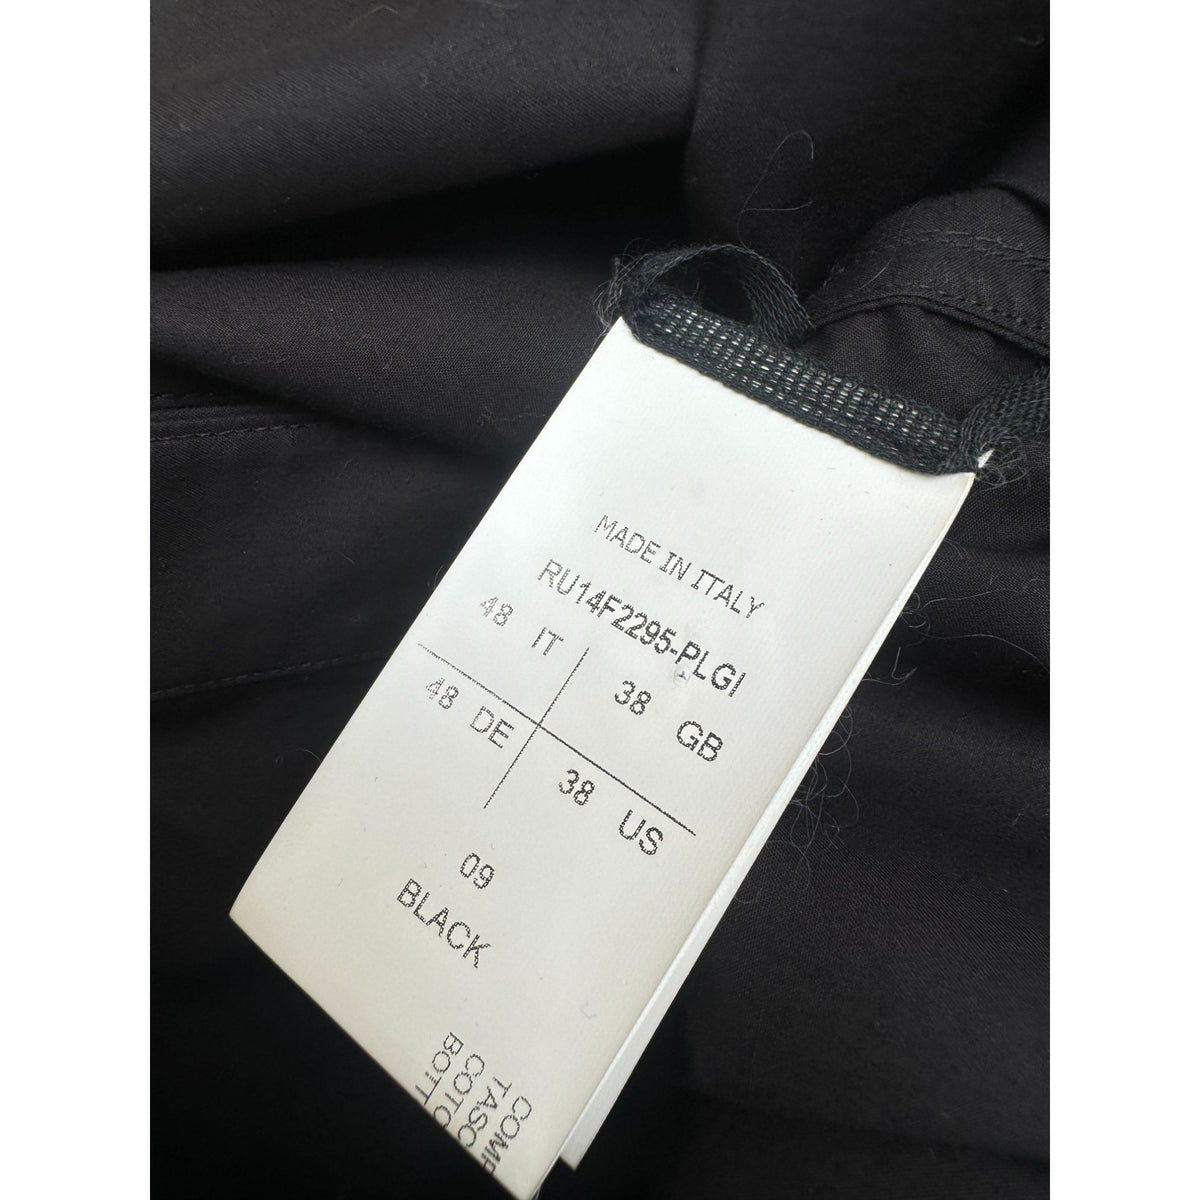 MADE IN ITALY
RU14F2295-PLGI
48 IT
38 GB
48 DE
38 US
09
BLACK
COMP
TASC
COTO
BOTT